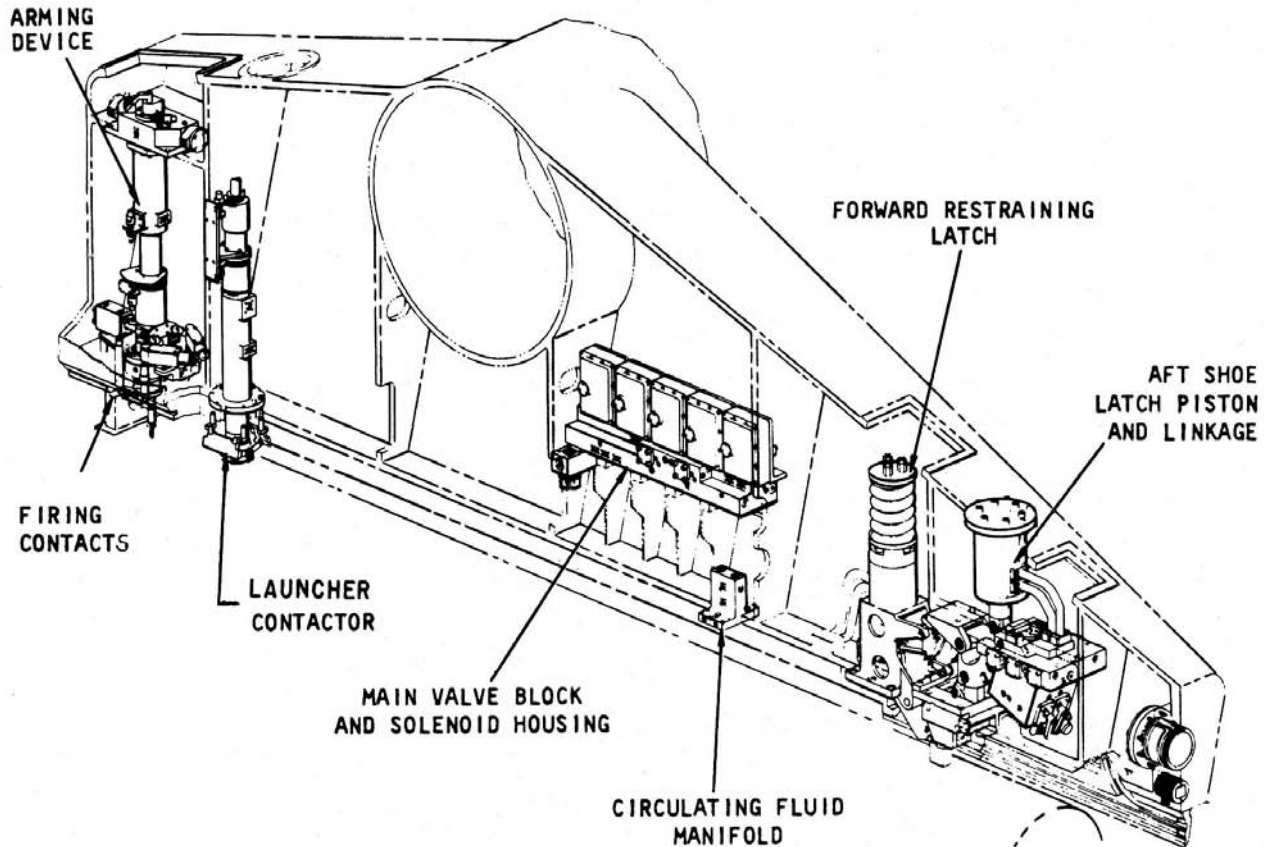 ARMING
DEVICE
FORWARD RESTRAINING
LATCH
AFT SHOE
LATCH PISTON
AND LINKAGE
FIRING
CONTACTS
LAUNCHER
CONTACTOR
MAIN VALVE BLOCK
AND SOLENOID HOUSING
CIRCULATING FLUID
MANIFOLD